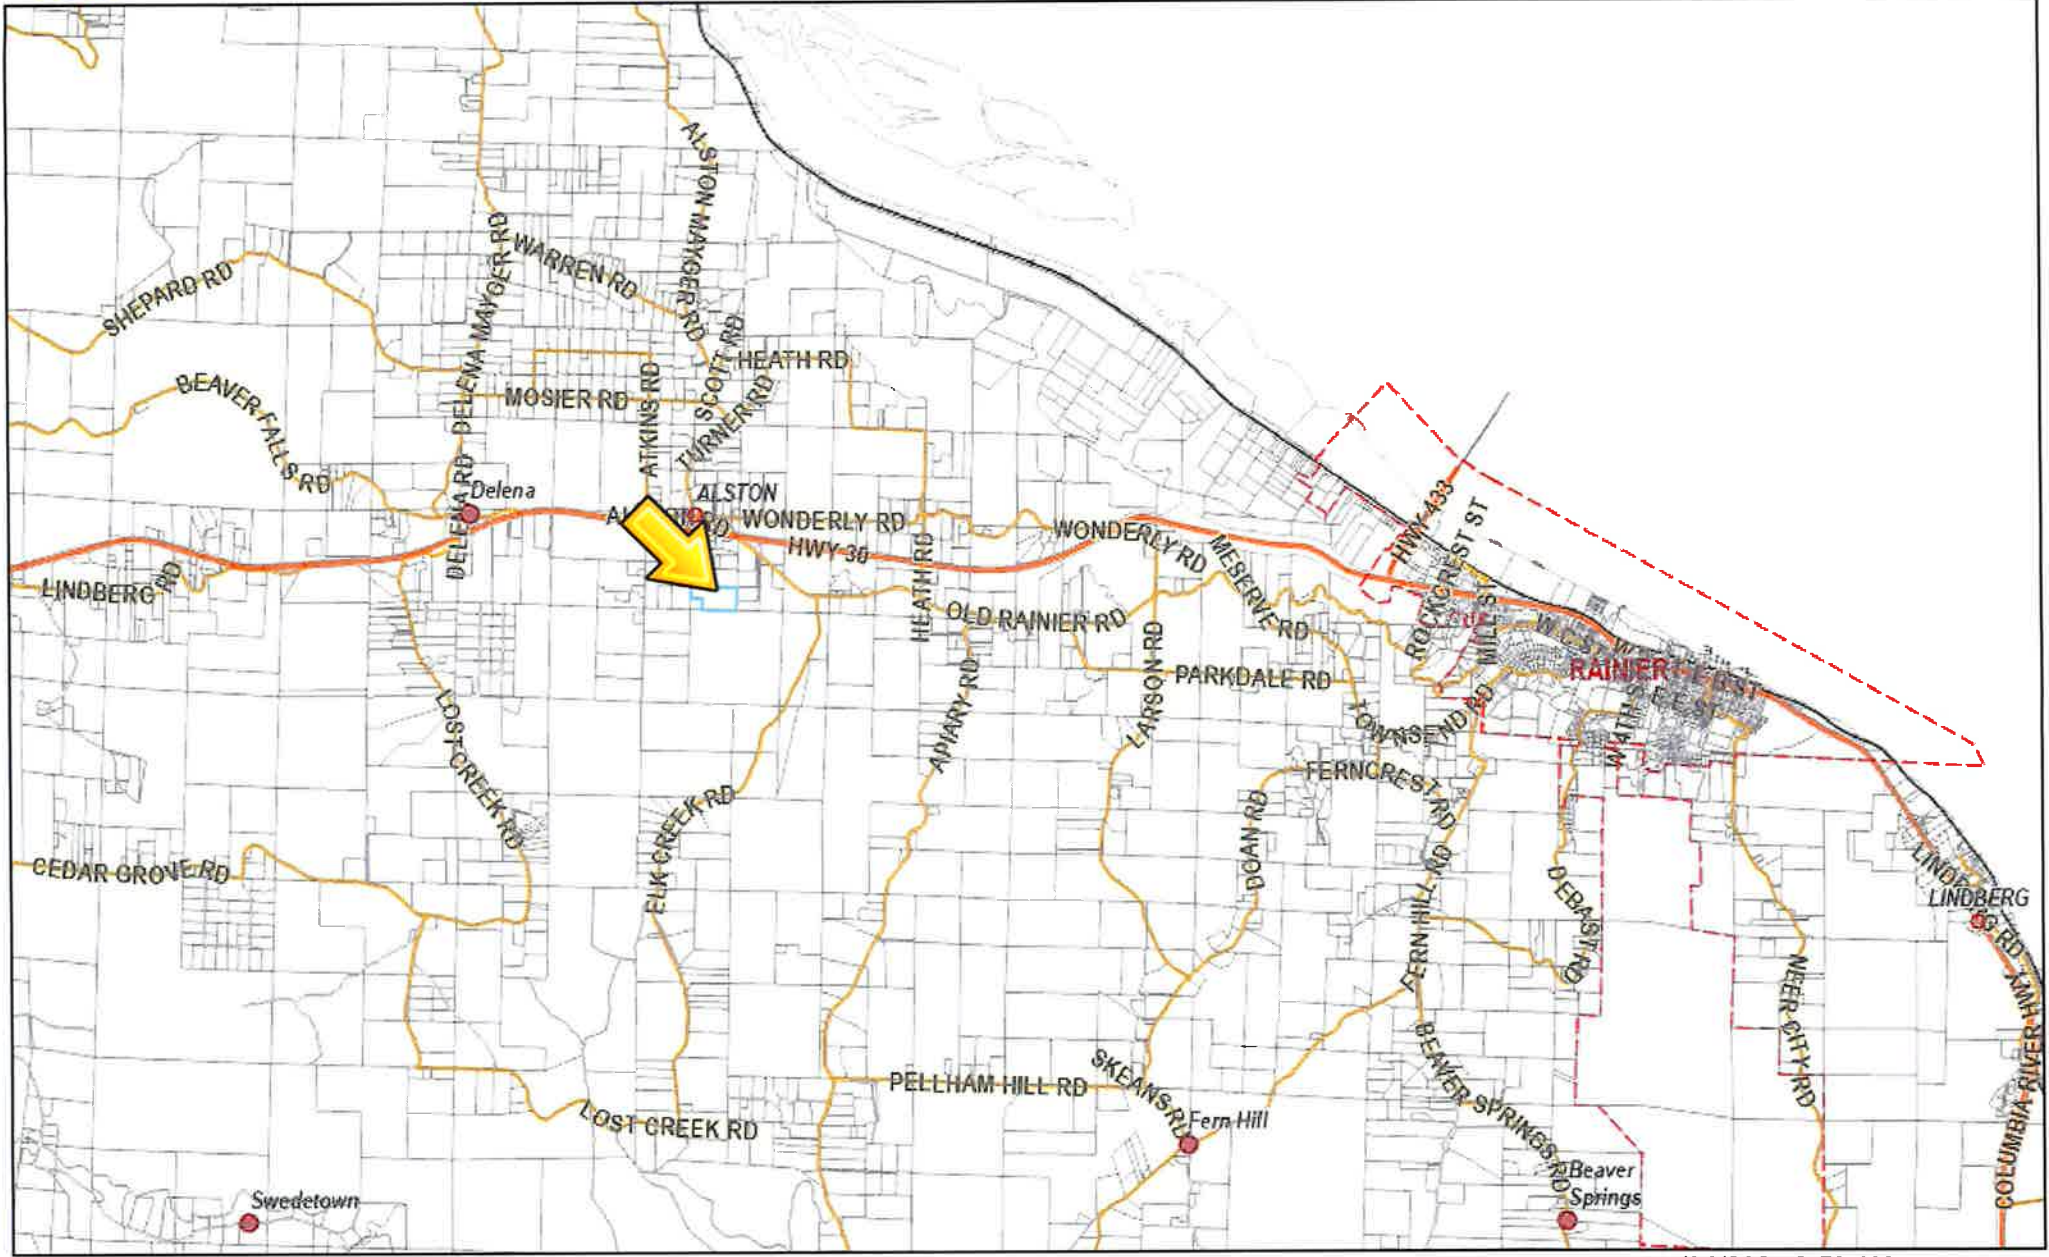 ALSTON MAYGER RD
WARREN RD
SHEPARD RD
DELENA MAYGER RD
SCOTT RD
HEATH RD
BEAVER FALLS RD
MOSIER RD
ATKINS RD
TURNER RD
Delena
ALSTON
WONDERLY RD
HWY 30
DELENA RD
LINDBERG RD
HEATH RD
WONDERLY RD
MESERVE RD
HWY 433
ROCKCREST ST
MILL ST
OLD RAINIER RD
LARSON RD
PARKDALE RD
RAINIER
W 4TH S
TOWNSEND RD
APIARY RD
LOST CREEK RD
ELK CREEK RD
FERNCREST RD
DOAN RD
CEDAR GROVE RD
FERN HILL RD
DEBAST RD
LINDBERG
NEER CITY RD
COLUMBIA RIVER HWY
PELLHAM HILL RD
SKEANS RD
Fern Hill
BEAVER SPRINGS RD
LOST CREEK RD
Beaver
Springs
Swedetown